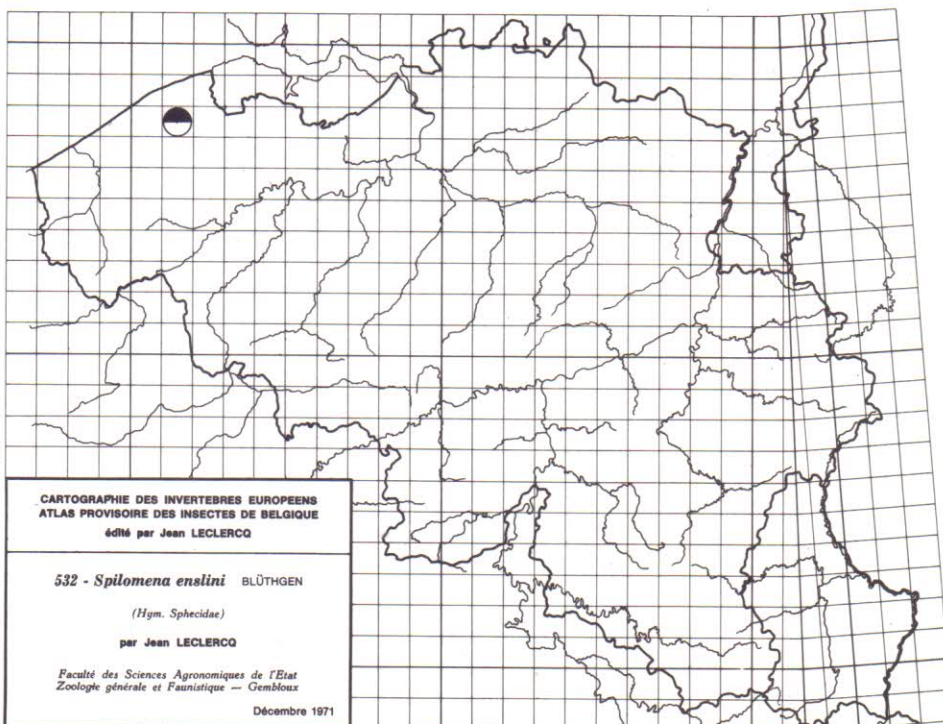 CARTOGRAPHIE DES INVERTEBRES EUROPEENS
ATLAS PROVISOIRE DES INSECTES DE BELGIQUE
édité par Jean LECLERCQ
532 - Spilomena enslini BLÜTHGEN
(Hym. Sphecidae)
par Jean LECLERCQ
Faculté des Sciences Agronomiques de l'Etat
Zoologie générale et Faunistique — Gembloux
Décembre 1971